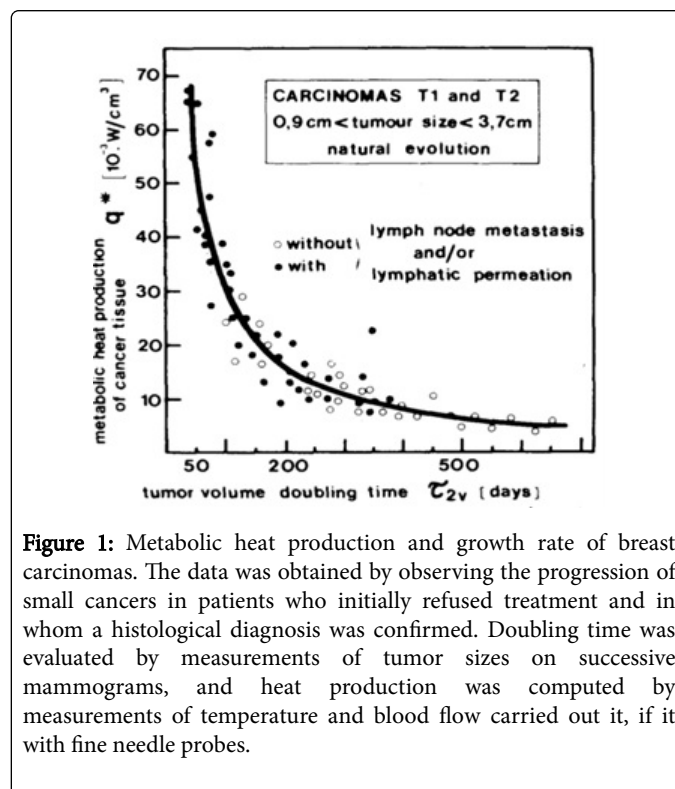 70
60
50
40
30
20
10
metabolic heat production
of cancer tissue
q* [10⁻³.W/cm³]
CARCINOMAS T1 and T2
0,9cm<tumour size<3,7cm
natural evolution
○ without \ lymph node metastasis
and/or
● with / lymphatic permeation
50 200 500
tumor volume doubling time τ2v [days]
Figure 1: Metabolic heat production and growth rate of breast
carcinomas. The data was obtained by observing the progression of
small cancers in patients who initially refused treatment and in
whom a histological diagnosis was confirmed. Doubling time was
evaluated by measurements of tumor sizes on successive
mammograms, and heat production was computed by
measurements of temperature and blood flow carried out it, if it
with fine needle probes.